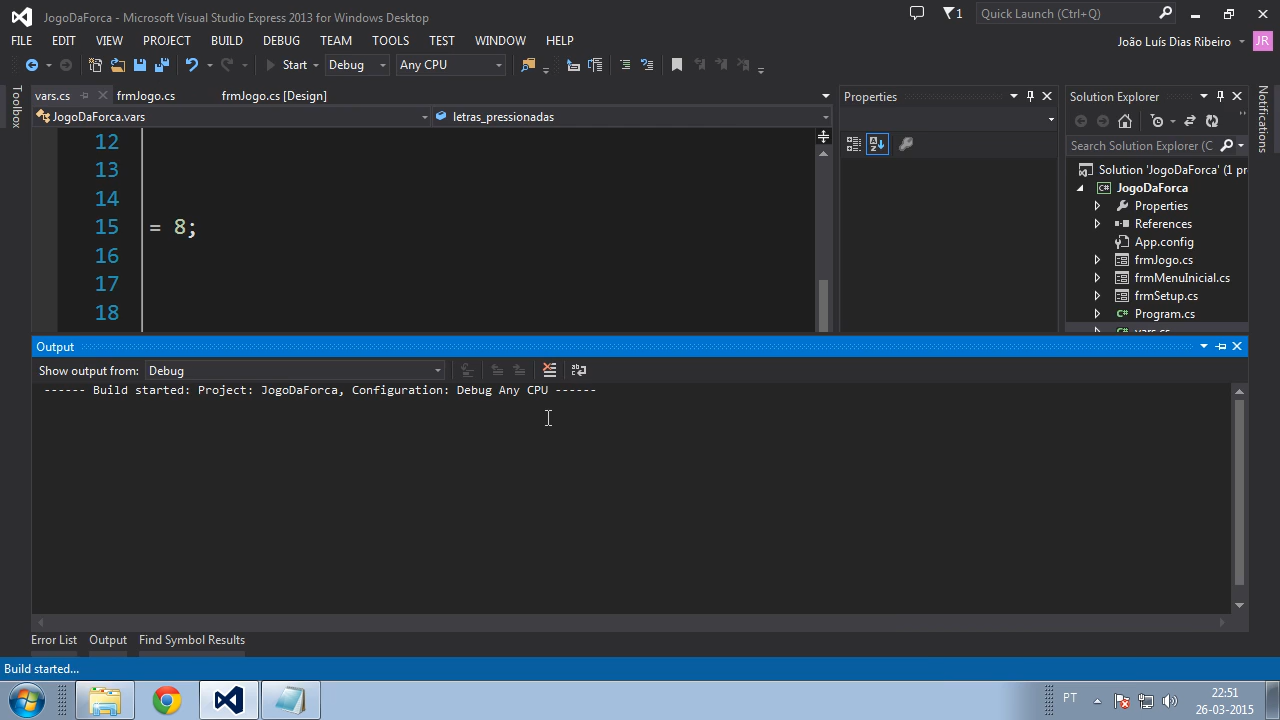 JogoDaForca - Microsoft Visual Studio Express 2013 for Windows Desktop
1
Quick Launch (Ctrl+Q)
FILE EDIT VIEW PROJECT BUILD DEBUG TEAM TOOLS TEST WINDOW HELP
João Luís Dias Ribeiro JR
Start Debug Any CPU
Toolbox
vars.cs frmJogo.cs frmJogo.cs [Design]
JogoDaForca.vars letras_pressionadas
12
13
14
15 = 8;
16
17
18
Properties
Solution Explorer
Search Solution Explorer (C
Solution 'JogoDaForca' (1 pr
JogoDaForca
Properties
References
App.config
frmJogo.cs
frmMenuInicial.cs
frmSetup.cs
Program.cs
vars.cs
Notifications
Output
Show output from: Debug
------ Build started: Project: JogoDaForca, Configuration: Debug Any CPU ------
Error List Output Find Symbol Results
Build started...
PT
22:51
26-03-2015